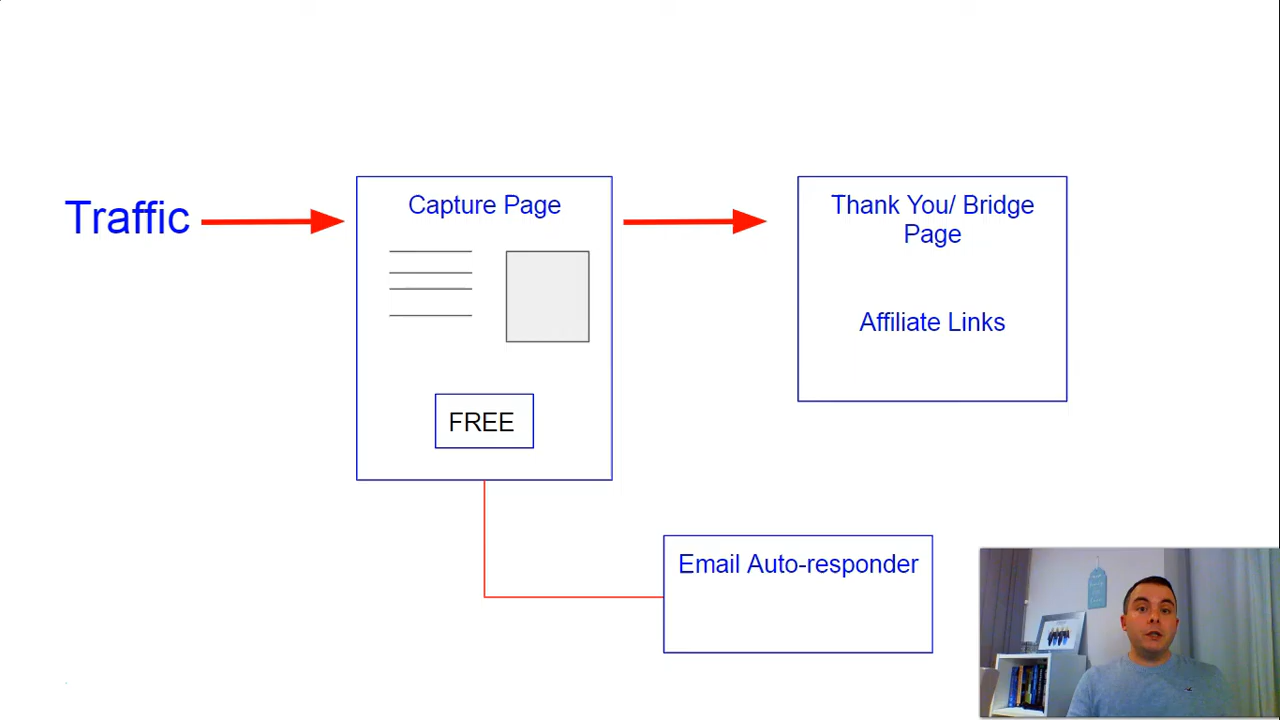 Traffic
Capture Page
FREE
Thank You/ Bridge
Page
Affiliate Links
Email Auto-responder